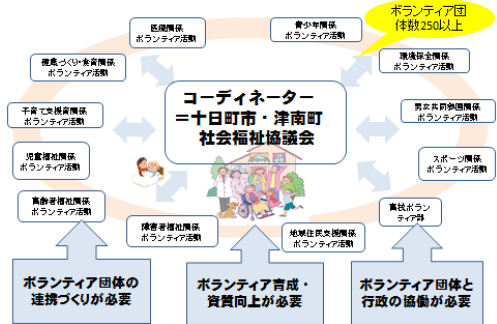 ボランティア団
体数250以上
医療関係
ボランティア活動
青少年関係
ボランティア活動
健康づくり・食育関係
ボランティア活動
環境保全関係
ボランティア活動
コーディネーター
=十日町市・津南町
社会福祉協議会
子育て支援育関係
ボランティア活動
男女共同参画関係
ボランティア活動
児童福祉関係
ボランティア活動
スポーツ関係
ボランティア活動
高齢者福祉関係
ボランティア活動
高校ボラン
ティア部
障害者福祉関係
ボランティア活動
地域住民支援関係
ボランティア活動
ボランティア団体の
連携づくりが必要
ボランティア育成・
資質向上が必要
ボランティア団体と
行政の協働が必要